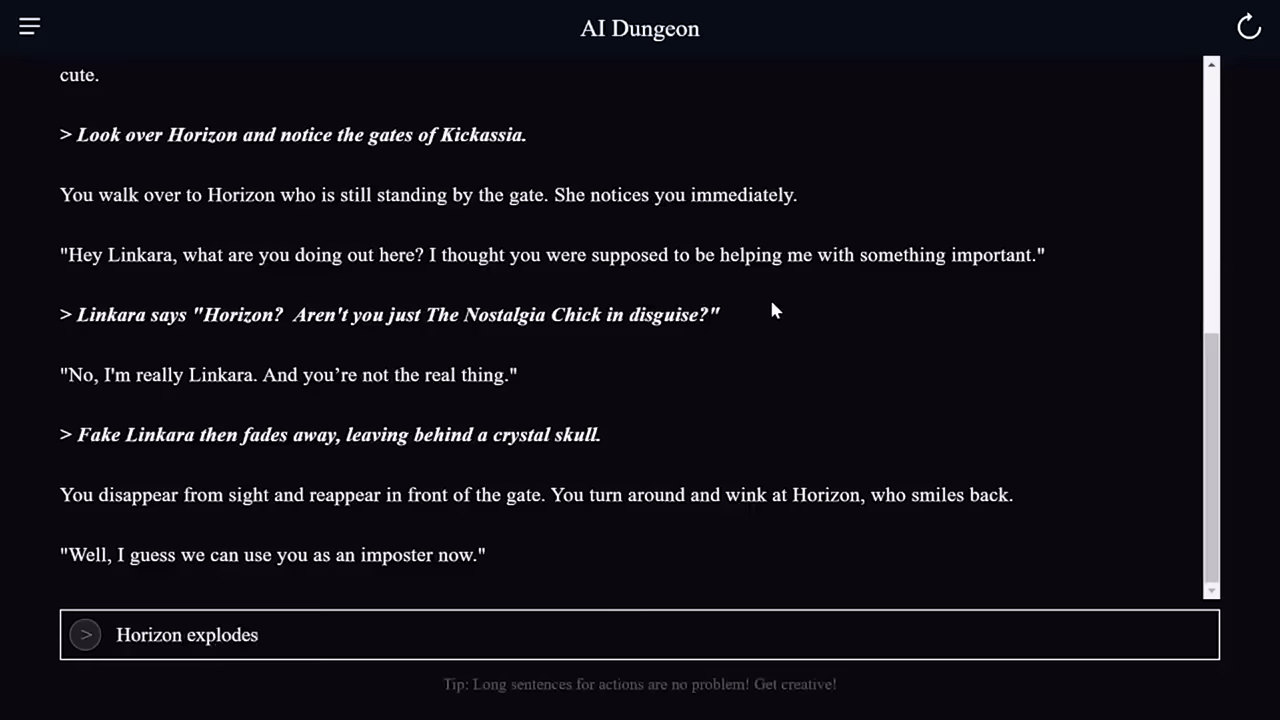 AI Dungeon
cute.
> Look over Horizon and notice the gates of Kickassia.
You walk over to Horizon who is still standing by the gate. She notices you immediately.
"Hey Linkara, what are you doing out here? I thought you were supposed to be helping me with something important."
> Linkara says "Horizon?  Aren't you just The Nostalgia Chick in disguise?"
"No, I'm really Linkara. And you’re not the real thing."
> Fake Linkara then fades away, leaving behind a crystal skull.
You disappear from sight and reappear in front of the gate. You turn around and wink at Horizon, who smiles back.
"Well, I guess we can use you as an imposter now."
> Horizon explodes
Tip: Long sentences for actions are no problem! Get creative!